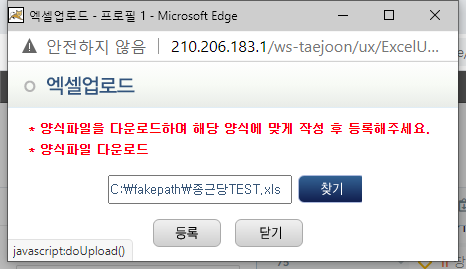 엑셀업로드 - 프로필 1 - Microsoft Edge
안전하지 않음 210.206.183.1/ws-taejoon/ux/ExcelU...
엑셀업로드
* 양식파일을 다운로드하여 해당 양식에 맞게 작성 후 등록해주세요.
* 양식파일 다운로드
C:\fakepath\종근당TEST.xls 찾기
등록 닫기
javascript:doUpload()